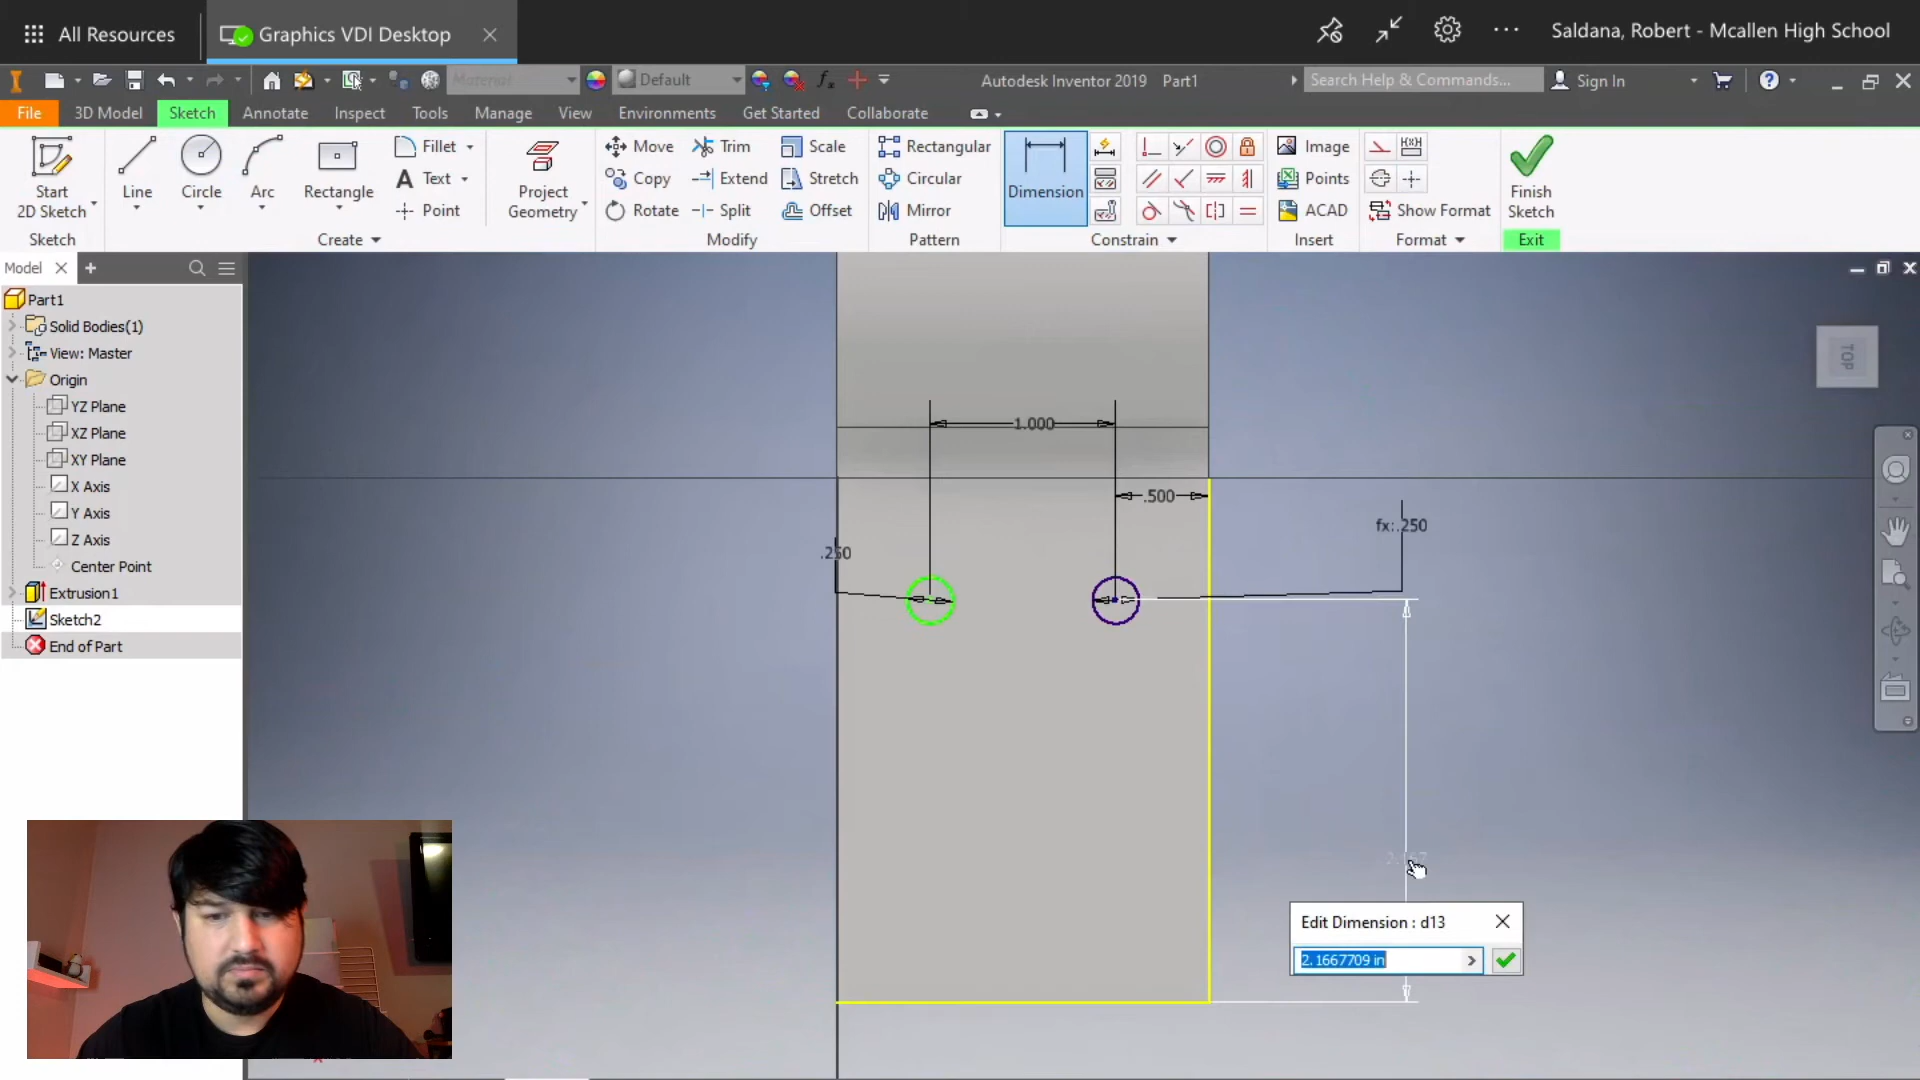 All Resources
Graphics VDI Desktop
Saldana, Robert - Mcallen High School
Material
Default
Autodesk Inventor 2019 Part1
Search Help & Commands...
Sign In
File
3D Model
Sketch
Annotate
Inspect
Tools
Manage
View
Environments
Get Started
Collaborate
Start
2D Sketch
Line
Circle
Arc
Rectangle
Fillet
Text
Point
Project
Geometry
Move
Copy
Rotate
Trim
Extend
Split
Scale
Stretch
Offset
Rectangular
Circular
Mirror
Dimension
Image
Points
ACAD
Show Format
Finish
Sketch
Sketch
Create
Modify
Pattern
Constrain
Insert
Format
Exit
Model
Part1
Solid Bodies(1)
View: Master
Origin
YZ Plane
XZ Plane
XY Plane
X Axis
Y Axis
Z Axis
Center Point
Extrusion1
Sketch2
End of Part
TOP
1.000
.500
fx:.250
.250
Edit Dimension : d13
2.1667709 in